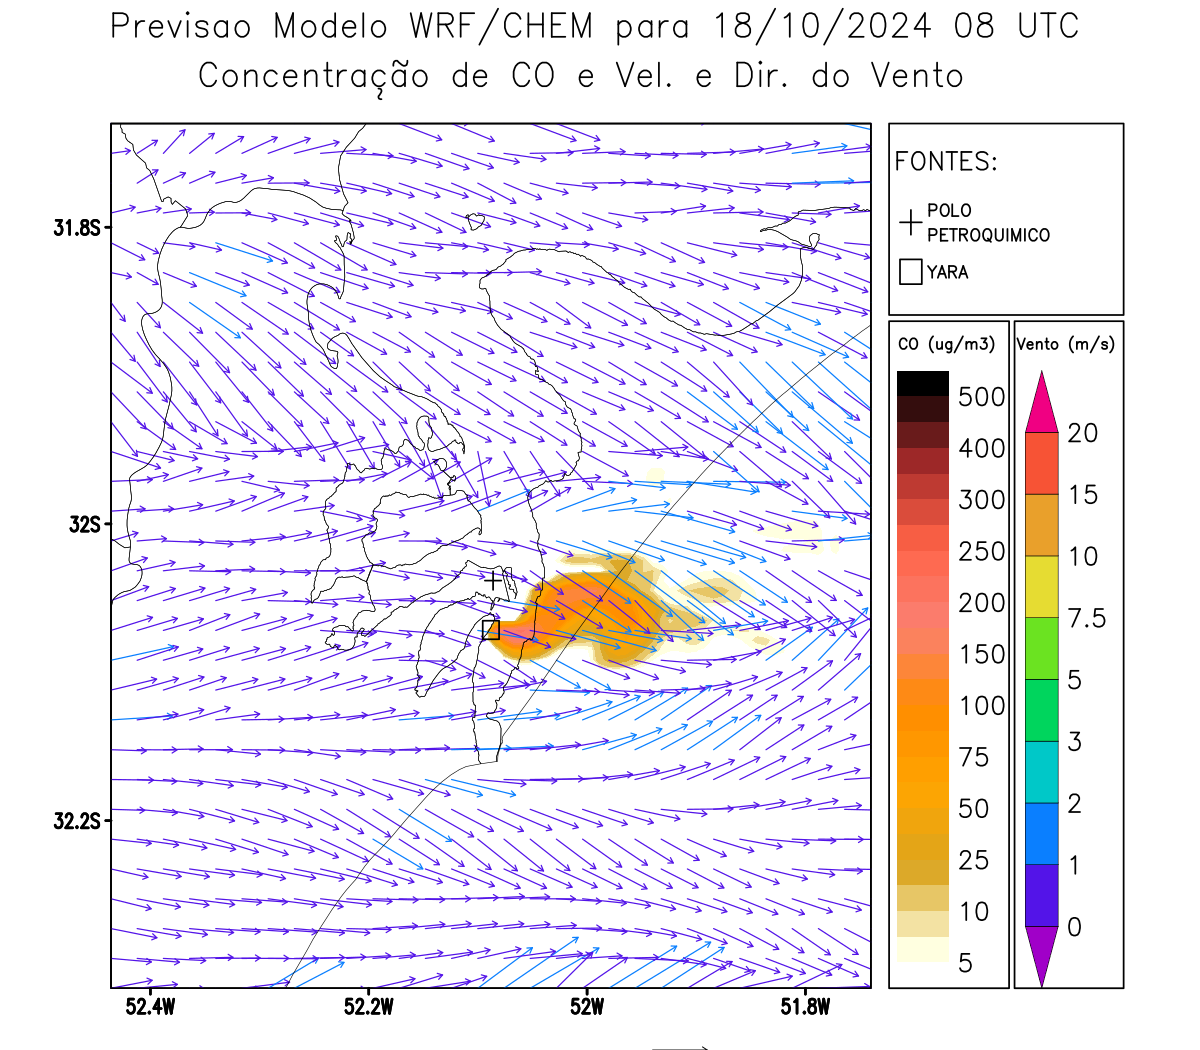 Previsao Modelo WRF/CHEM para 18/10/2024 08 UTC
Concentração de CO e Vel. e Dir. do Vento
FONTES:
POLO
PETROQUIMICO
YARA
CO (ug/m3)
500
400
300
250
200
150
100
75
50
25
10
5
Vento (m/s)
20
15
10
7.5
5
3
2
1
0
31.8S
32S
32.2S
52.4W
52.2W
52W
51.8W